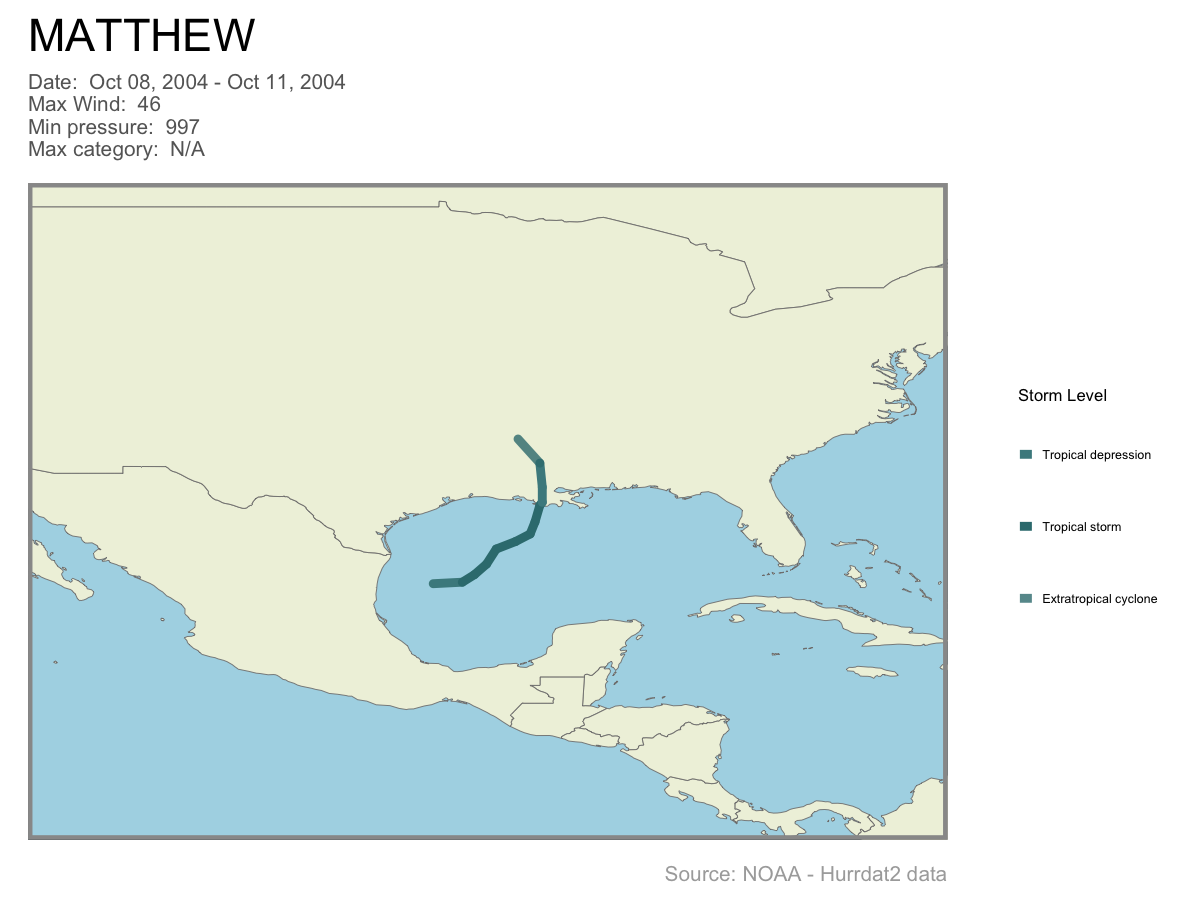 MATTHEW
Date:  Oct 08, 2004 - Oct 11, 2004
Max Wind:  46
Min pressure:  997
Max category:  N/A
Storm Level
Tropical depression
Tropical storm
Extratropical cyclone
Source: NOAA - Hurrdat2 data